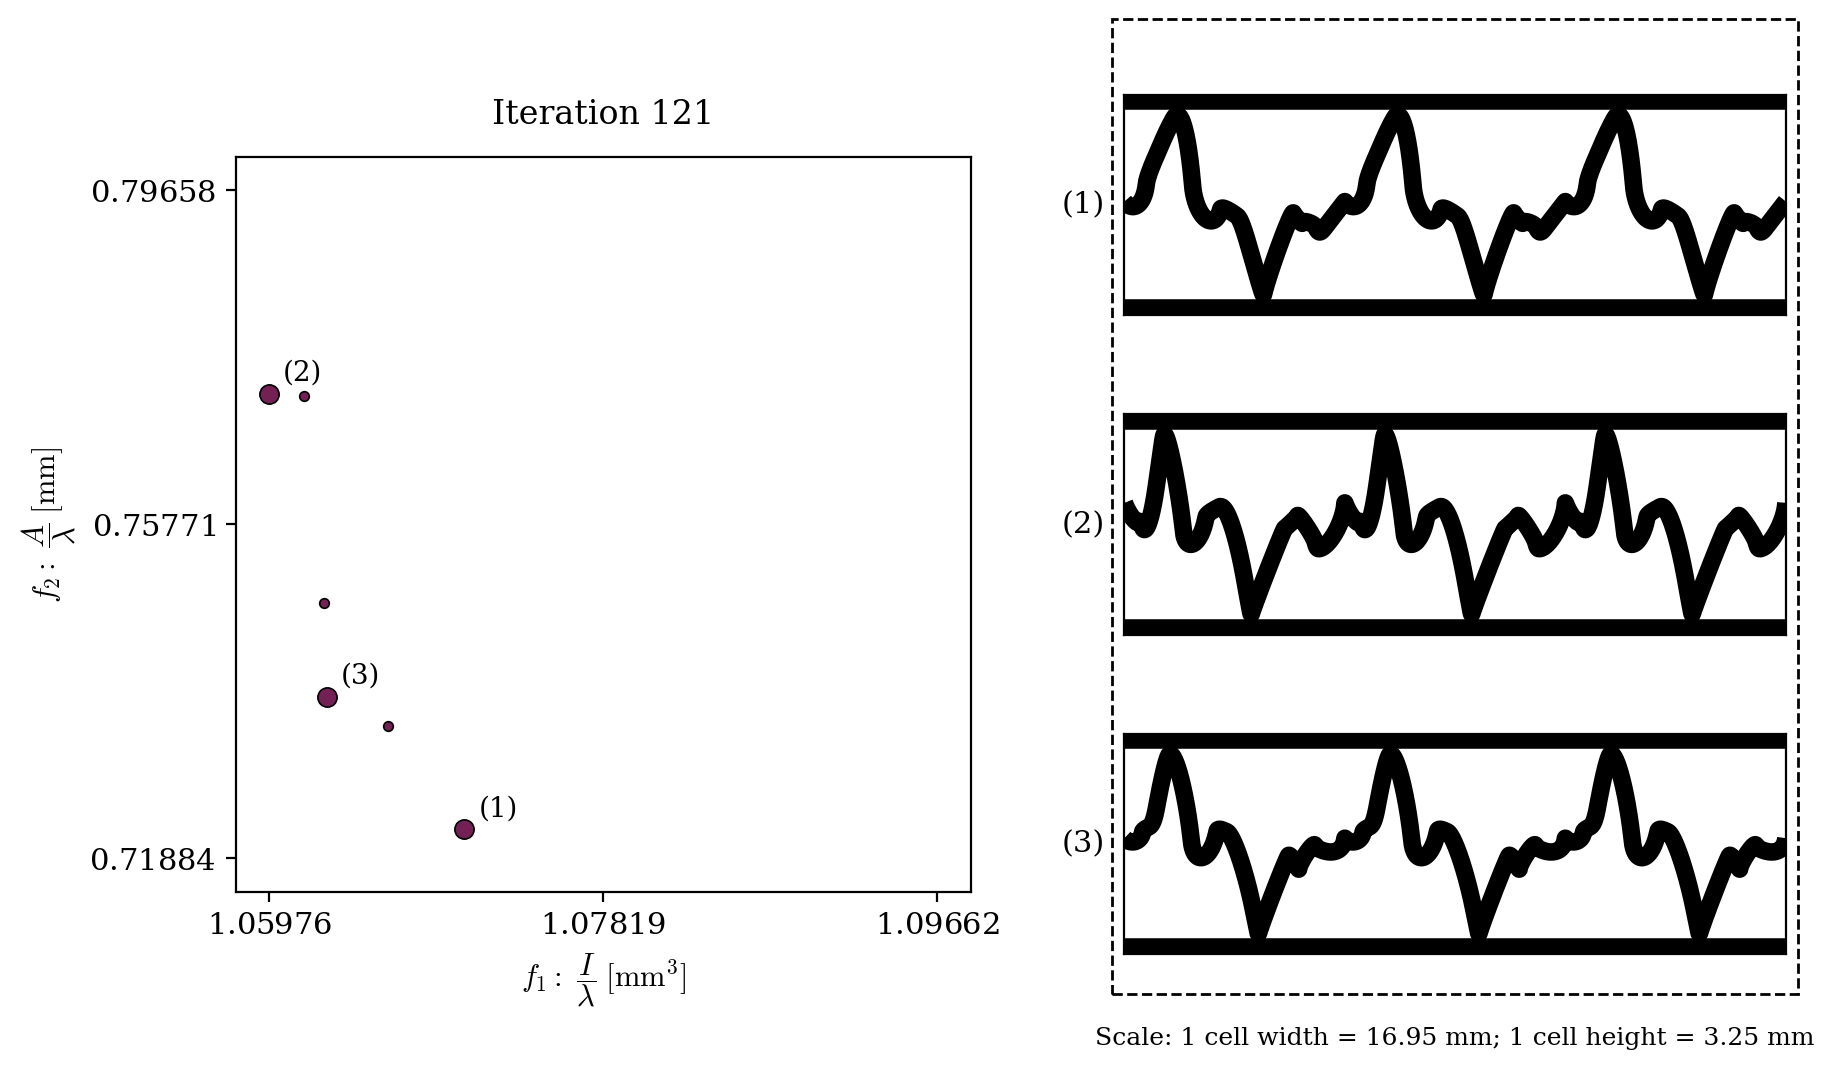 Iteration 121
0.79658
0.75771
0.71884
f₂ : A/λ [mm]
(2)
(3)
(1)
1.05976 1.07819 1.09662
f₁ : I/λ [mm³]
(1)
(2)
(3)
Scale: 1 cell width = 16.95 mm; 1 cell height = 3.25 mm